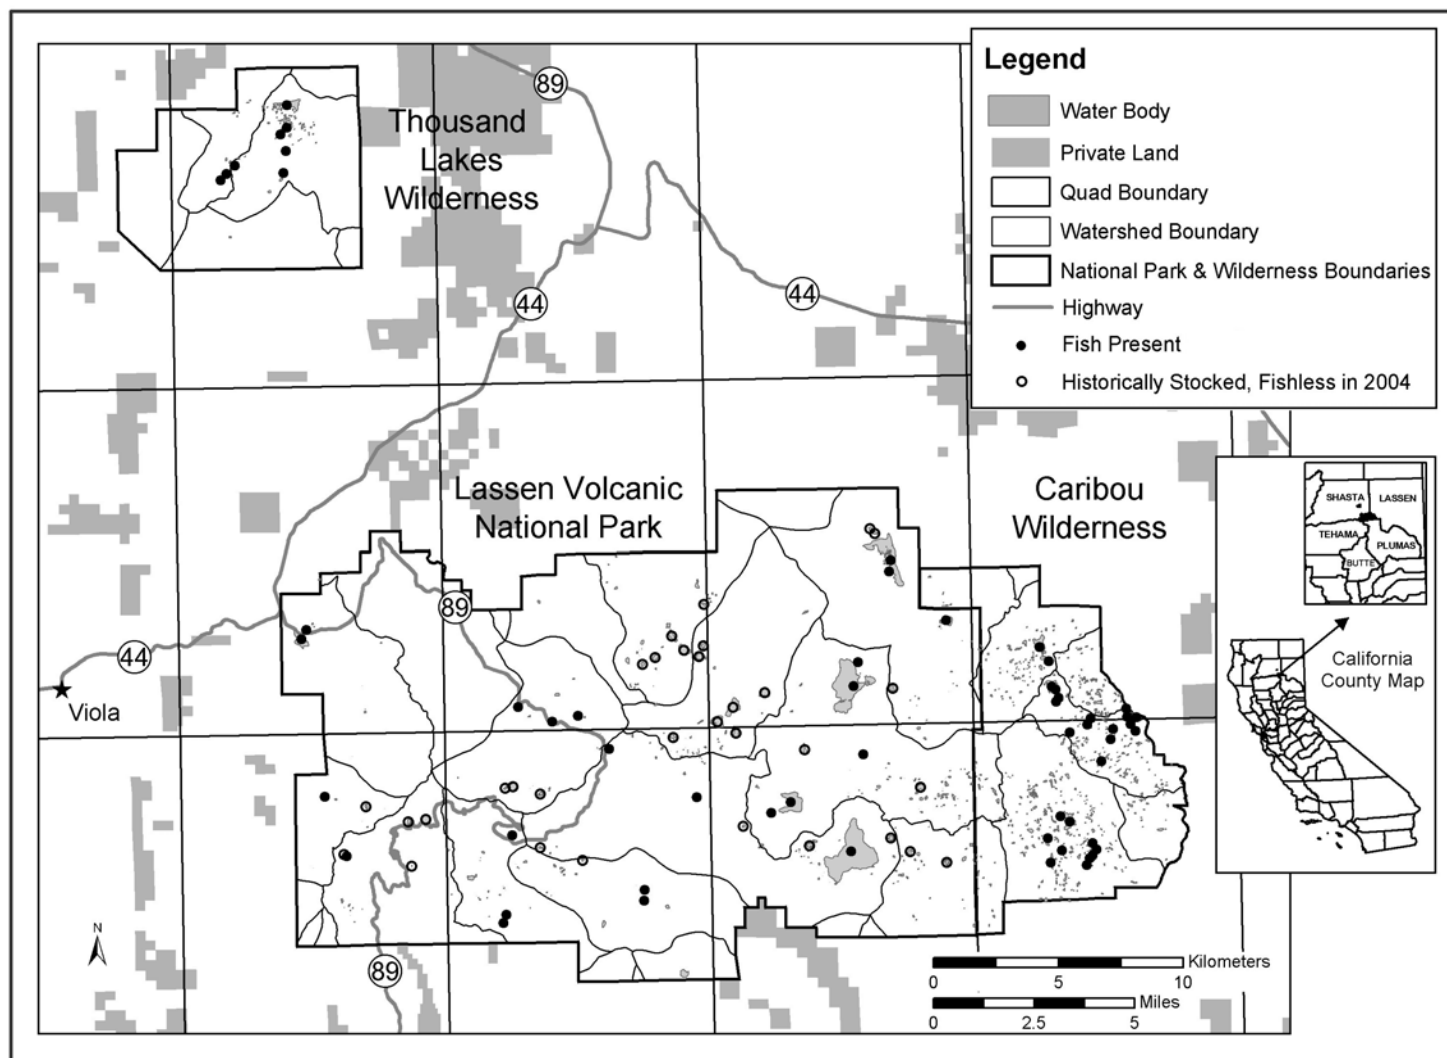 89
Thousand
Lakes
Wilderness
44
44
Legend
Water Body
Private Land
Quad Boundary
Watershed Boundary
National Park & Wilderness Boundaries
Highway
Fish Present
Historically Stocked, Fishless in 2004
Lassen Volcanic
National Park
Caribou
Wilderness
SHASTA
LASSEN
TEHAMA
PLUMAS
BUTTE
California
County Map
89
44
Viola
N
89
Kilometers
0 5 10
Miles
0 2.5 5